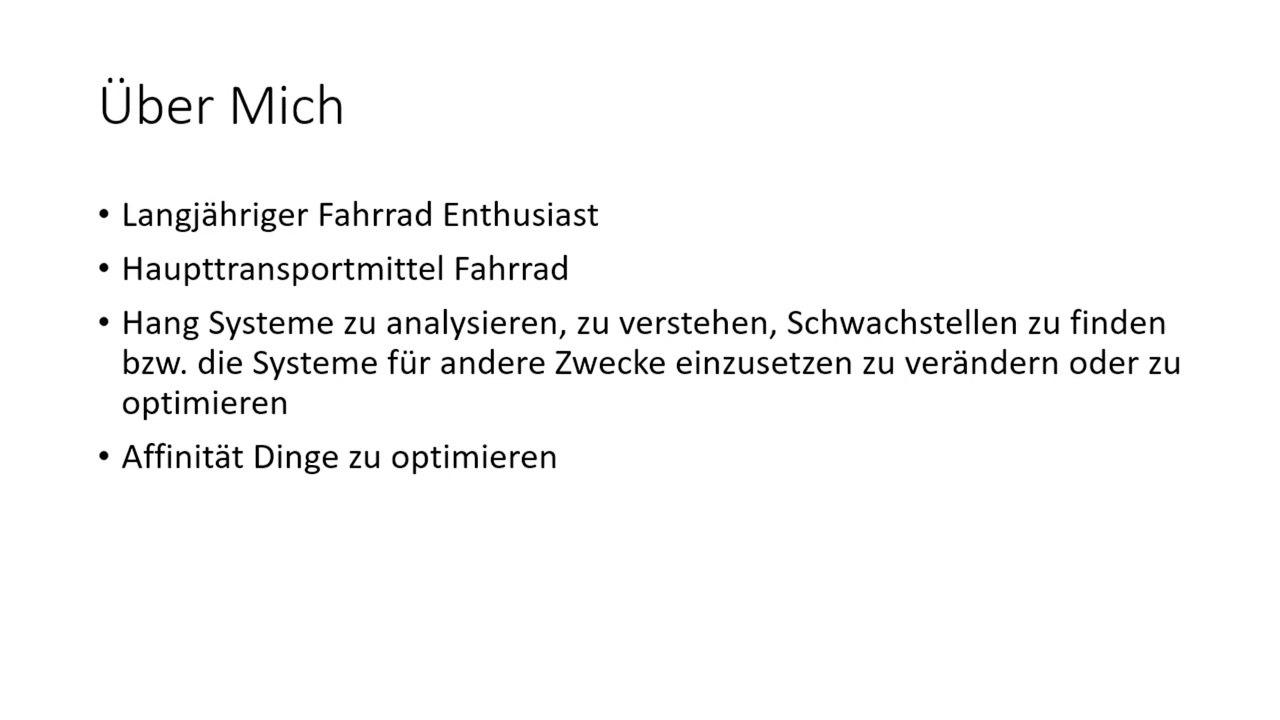 Über Mich
• Langjähriger Fahrrad Enthusiast
• Haupttransportmittel Fahrrad
• Hang Systeme zu analysieren, zu verstehen, Schwachstellen zu finden
bzw. die Systeme für andere Zwecke einzusetzen zu verändern oder zu
optimieren
• Affinität Dinge zu optimieren